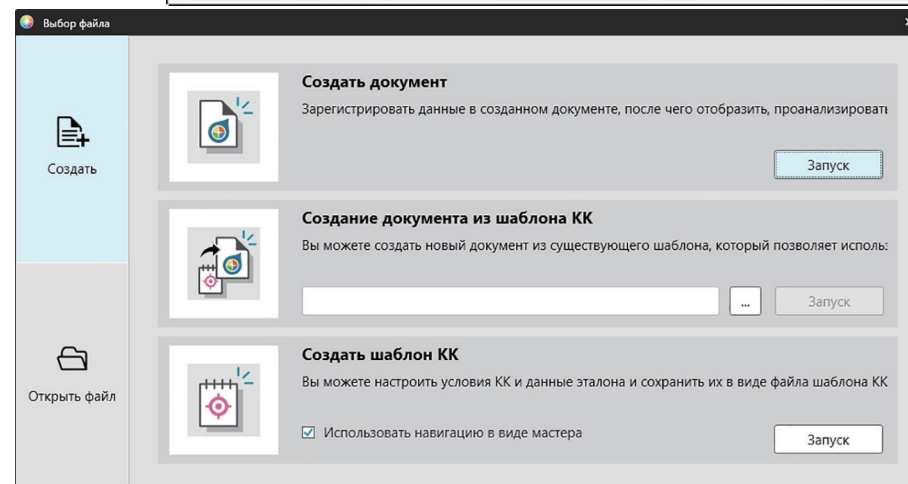 Выбор файла
Создать документ
Зарегистрировать данные в созданном документе, после чего отобразить, проанализировать
Создать
Запуск
Создание документа из шаблона КК
Вы можете создать новый документ из существующего шаблона, который позволяет исполь
...
Запуск
Создать шаблон КК
Вы можете настроить условия КК и данные эталона и сохранить их в виде файла шаблона КК
Открыть файл
Использовать навигацию в виде мастера
Запуск